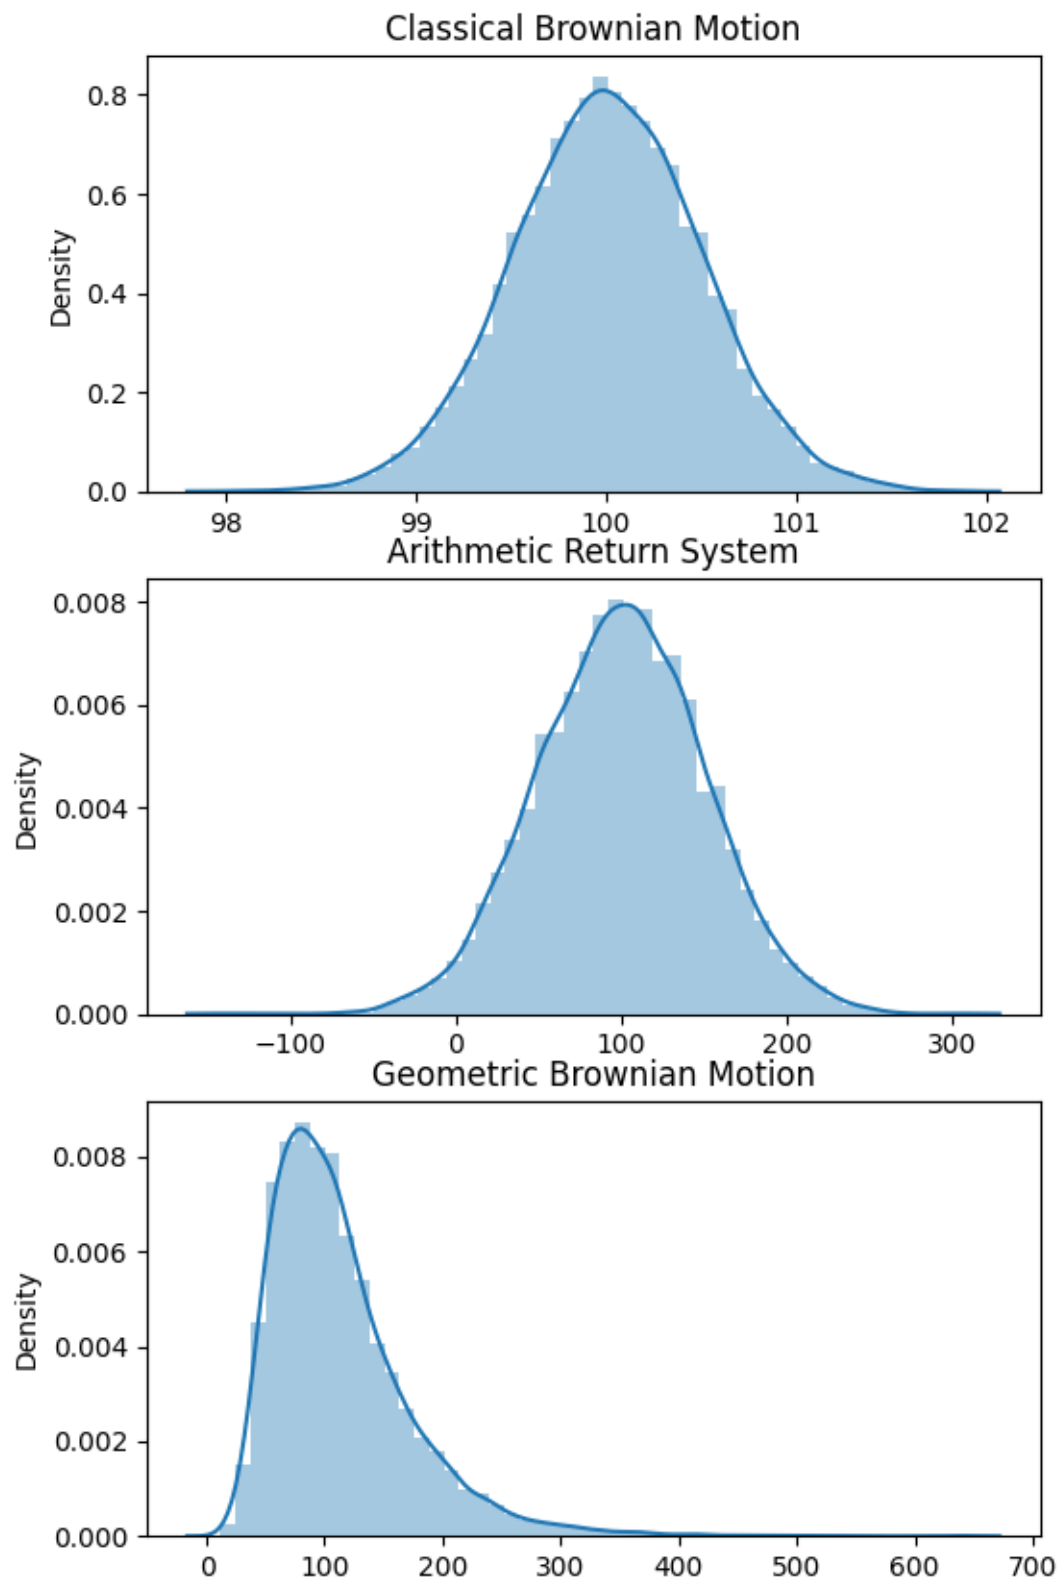 Classical Brownian Motion
0.8
0.6
0.4
0.2
0.0
Density
98 99 100 101 102
Arithmetic Return System
0.008
0.006
0.004
0.002
0.000
Density
−100 0 100 200 300
Geometric Brownian Motion
0.008
0.006
0.004
0.002
0.000
Density
0 100 200 300 400 500 600 700